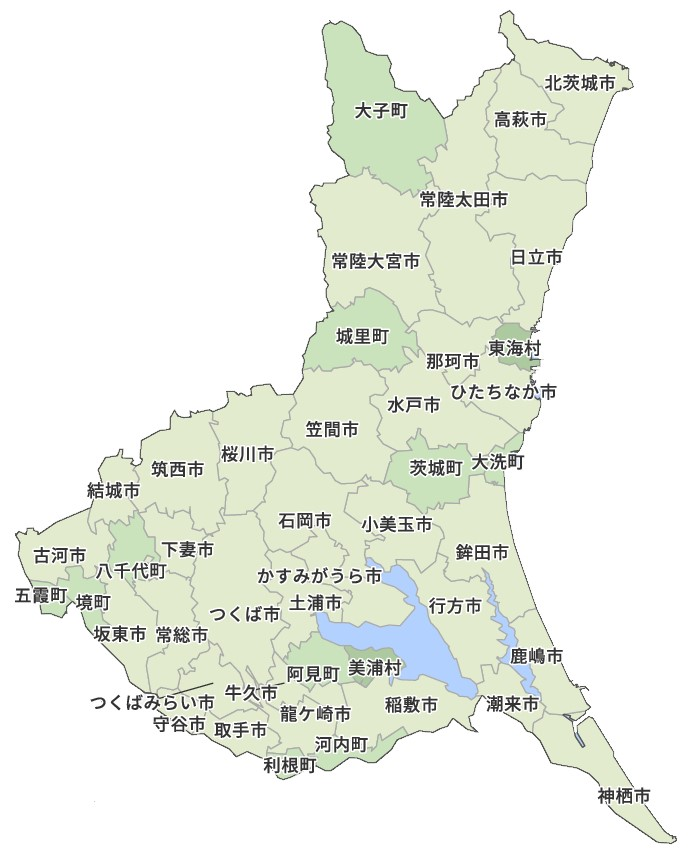 北茨城市
大子町
高萩市
常陸太田市
常陸大宮市
日立市
城里町
東海村
那珂市
ひたちなか市
水戸市
笠間市
桜川市
筑西市
茨城町
大洗町
結城市
石岡市
小美玉市
古河市
下妻市
鉾田市
八千代町
かすみがうら市
五霞町
境町
土浦市
行方市
つくば市
坂東市
常総市
鹿嶋市
阿見町
美浦村
牛久市
つくばみらい市
稲敷市
潮来市
龍ケ崎市
守谷市
取手市
河内町
利根町
神栖市